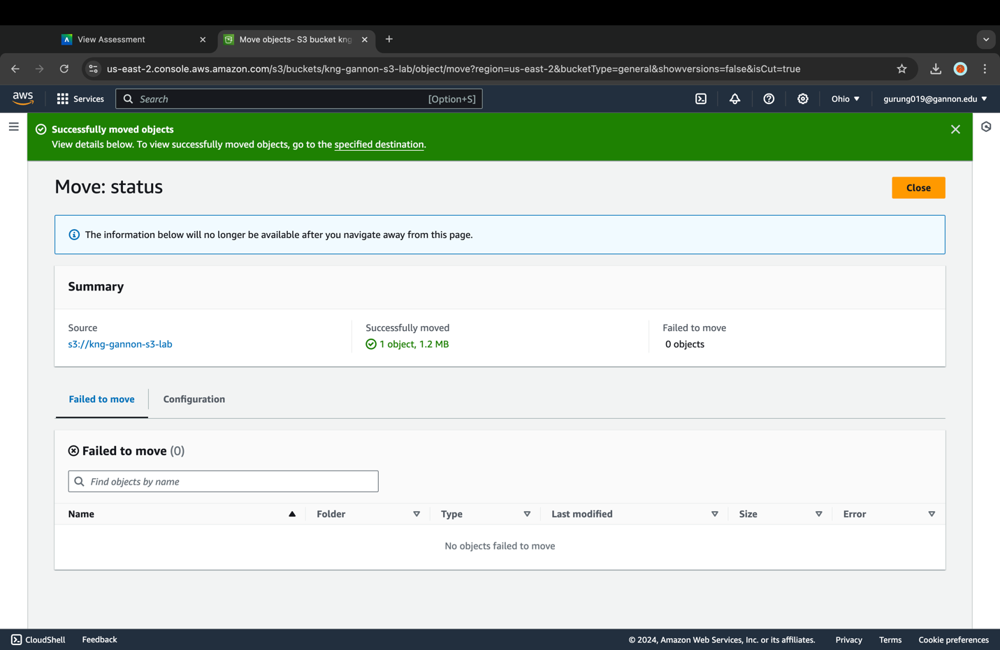 View Assessment
Move objects- S3 bucket kng
us-east-2.console.aws.amazon.com/s3/buckets/kng-gannon-s3-lab/object/move?region=us-east-2&bucketType=general&showversions=false&isCut=true
aws
Services
Search
[Option+S]
Ohio
gurung019@gannon.edu
Successfully moved objects
View details below. To view successfully moved objects, go to the specified destination.
Move: status
Close
The information below will no longer be available after you navigate away from this page.
Summary
Source
Successfully moved
Failed to move
s3://kng-gannon-s3-lab
1 object, 1.2 MB
0 objects
Failed to move
Configuration
Failed to move (0)
Find objects by name
Name
Folder
Type
Last modified
Size
Error
No objects failed to move
CloudShell
Feedback
© 2024, Amazon Web Services, Inc. or its affiliates.
Privacy
Terms
Cookie preferences